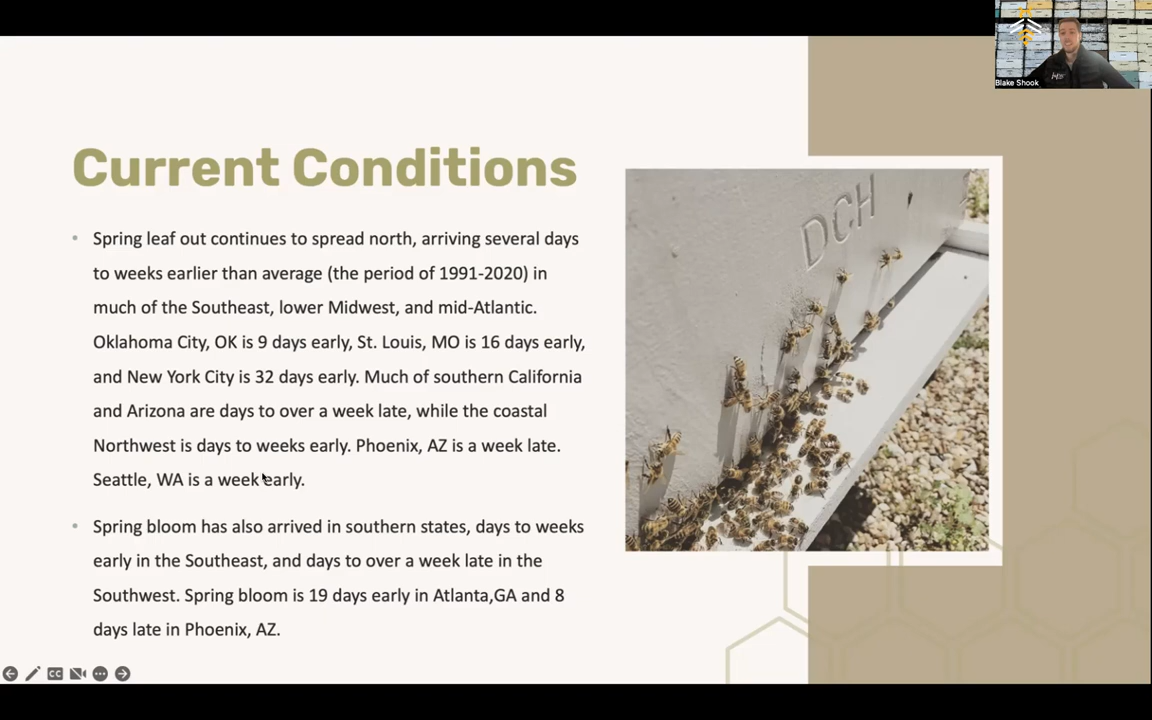 Blake Shook
Current Conditions
• Spring leaf out continues to spread north, arriving several days
to weeks earlier than average (the period of 1991-2020) in
much of the Southeast, lower Midwest, and mid-Atlantic.
Oklahoma City, OK is 9 days early, St. Louis, MO is 16 days early,
and New York City is 32 days early. Much of southern California
and Arizona are days to over a week late, while the coastal
Northwest is days to weeks early. Phoenix, AZ is a week late.
Seattle, WA is a week early.
• Spring bloom has also arrived in southern states, days to weeks
early in the Southeast, and days to over a week late in the
Southwest. Spring bloom is 19 days early in Atlanta,GA and 8
days late in Phoenix, AZ.
DCH
CC